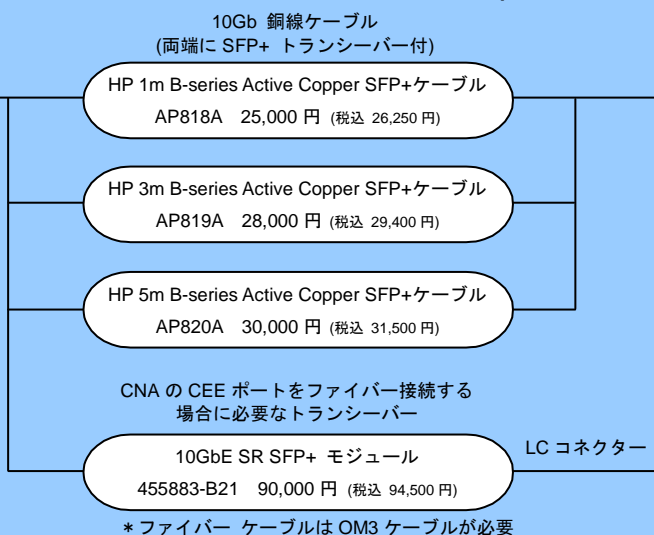 10Gb 銅線ケーブル
(両端に SFP+ トランシーバー付)
HP 1m B-series Active Copper SFP+ケーブル
AP818A 25,000 円 (税込 26,250 円)
HP 3m B-series Active Copper SFP+ケーブル
AP819A 28,000 円 (税込 29,400 円)
HP 5m B-series Active Copper SFP+ケーブル
AP820A 30,000 円 (税込 31,500 円)
CNA の CEE ポートをファイバー接続する
場合に必要なトランシーバー
10GbE SR SFP+ モジュール
455883-B21 90,000 円 (税込 94,500 円)
LC コネクター
* ファイバー ケーブルは OM3 ケーブルが必要